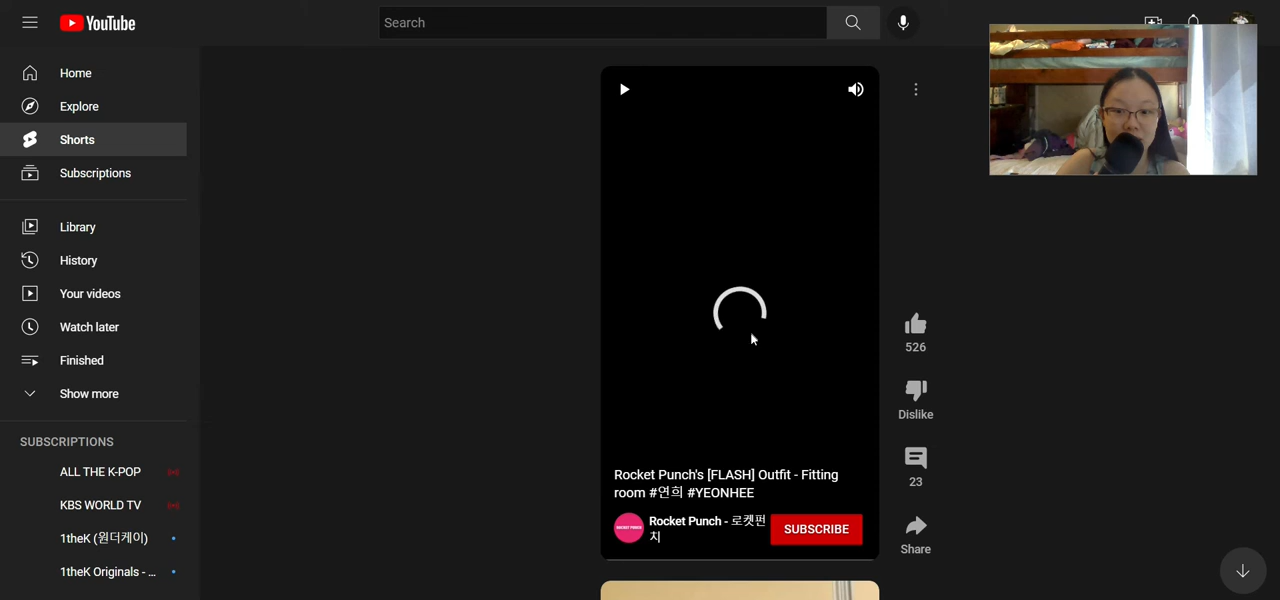 YouTube
Search
Home
Explore
Shorts
Subscriptions
Library
History
Your videos
Watch later
Finished
Show more
SUBSCRIPTIONS
ALL THE K-POP
KBS WORLD TV
1theK (원더케이)
1theK Originals - ...
526
Dislike
23
Share
Rocket Punch's [FLASH] Outfit - Fitting
room #연희 #YEONHEE
ROCKET PUNCH
Rocket Punch - 로켓펀
치
SUBSCRIBE